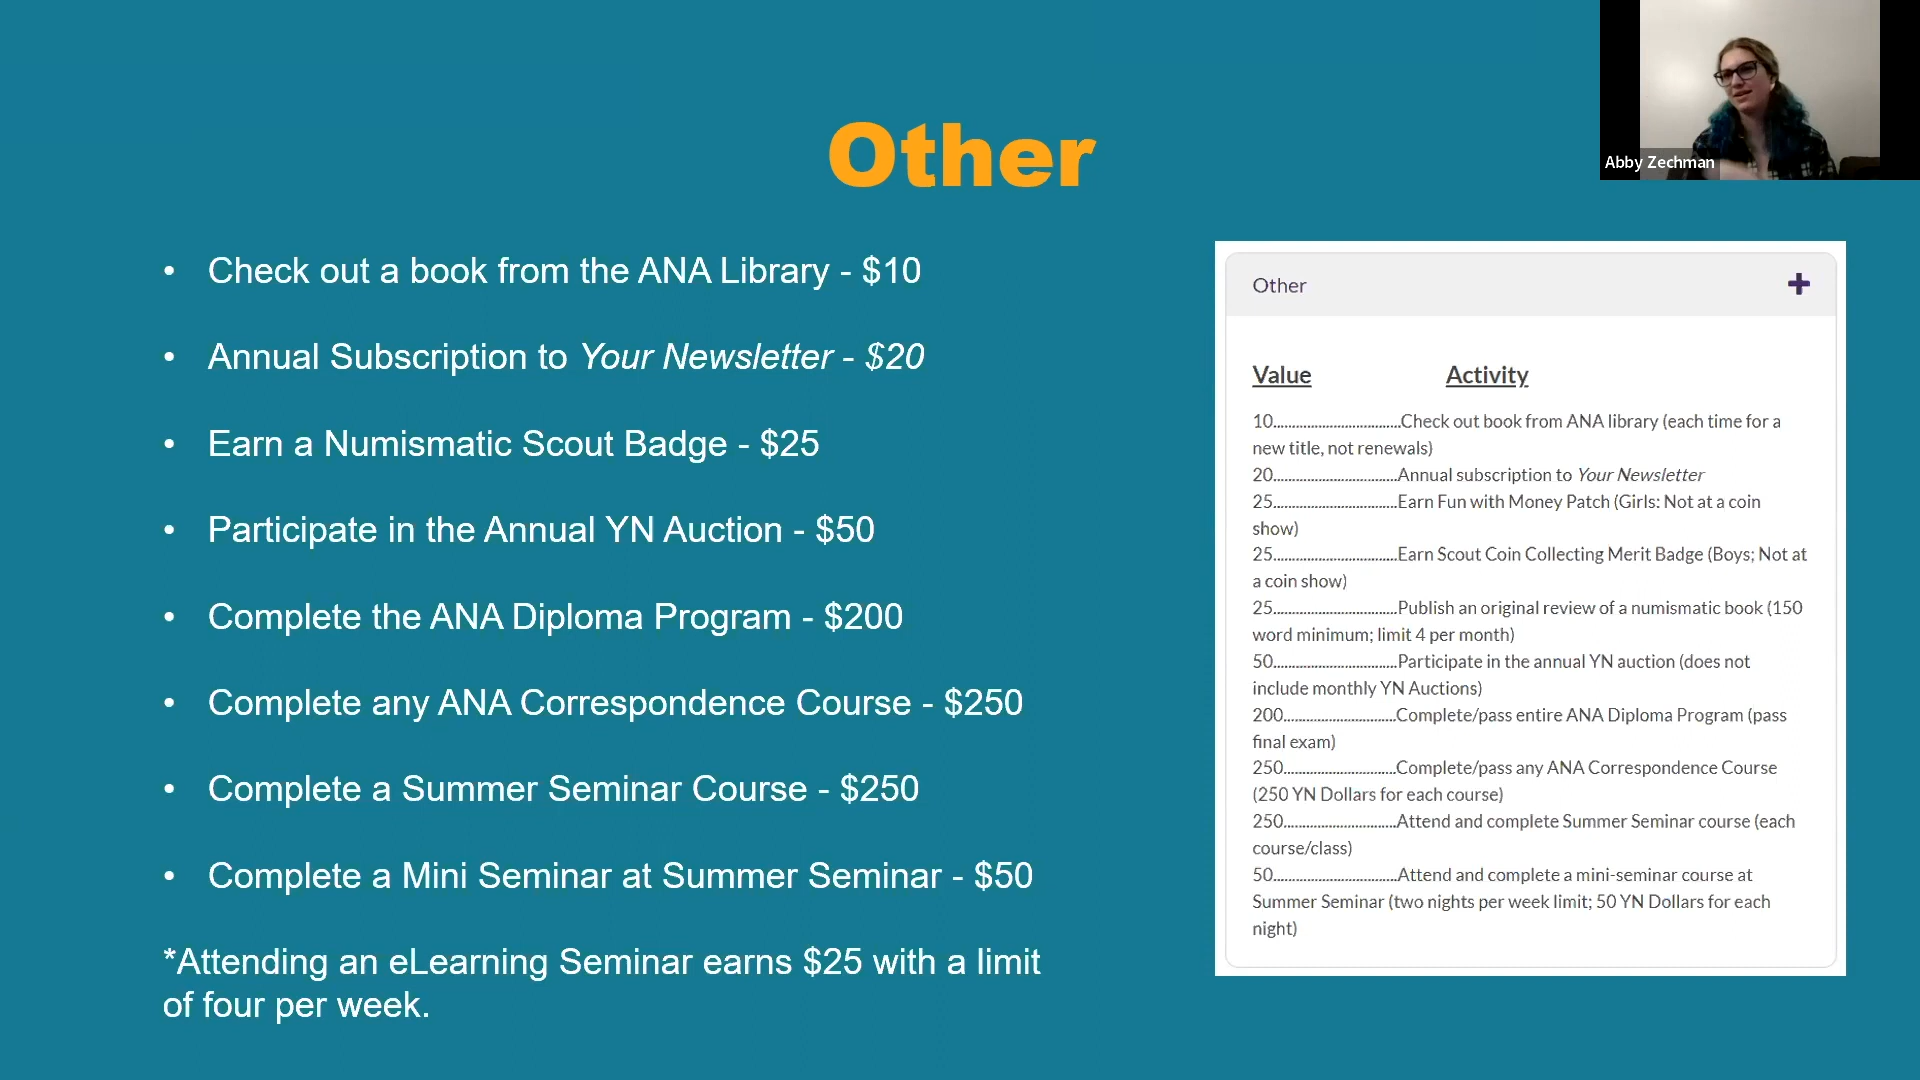 Other
• Check out a book from the ANA Library - $10
• Annual Subscription to Your Newsletter - $20
• Earn a Numismatic Scout Badge - $25
• Participate in the Annual YN Auction - $50
• Complete the ANA Diploma Program - $200
• Complete any ANA Correspondence Course - $250
• Complete a Summer Seminar Course - $250
• Complete a Mini Seminar at Summer Seminar - $50
*Attending an eLearning Seminar earns $25 with a limit
of four per week.
Abby Zechman
Other
Value Activity
10..................................Check out book from ANA library (each time for a
new title, not renewals)
20.................................Annual subscription to Your Newsletter
25.................................Earn Fun with Money Patch (Girls: Not at a coin
show)
25.................................Earn Scout Coin Collecting Merit Badge (Boys; Not at
a coin show)
25.................................Publish an original review of a numismatic book (150
word minimum; limit 4 per month)
50.................................Participate in the annual YN auction (does not
include monthly YN Auctions)
200..............................Complete/pass entire ANA Diploma Program (pass
final exam)
250..............................Complete/pass any ANA Correspondence Course
(250 YN Dollars for each course)
250..............................Attend and complete Summer Seminar course (each
course/class)
50.................................Attend and complete a mini-seminar course at
Summer Seminar (two nights per week limit; 50 YN Dollars for each
night)